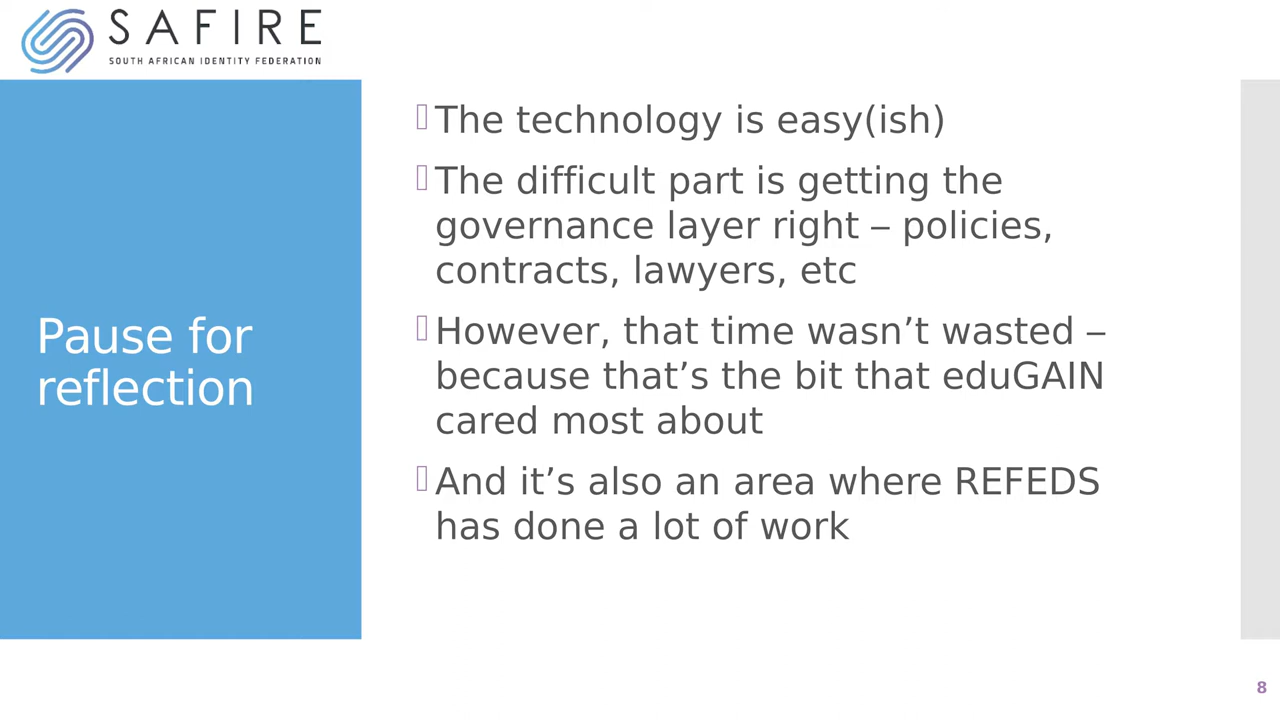 SAFIRE
SOUTH AFRICAN IDENTITY FEDERATION
Pause for
reflection
The technology is easy(ish)
The difficult part is getting the
governance layer right – policies,
contracts, lawyers, etc
However, that time wasn’t wasted –
because that’s the bit that eduGAIN
cared most about
And it’s also an area where REFEDS
has done a lot of work
8